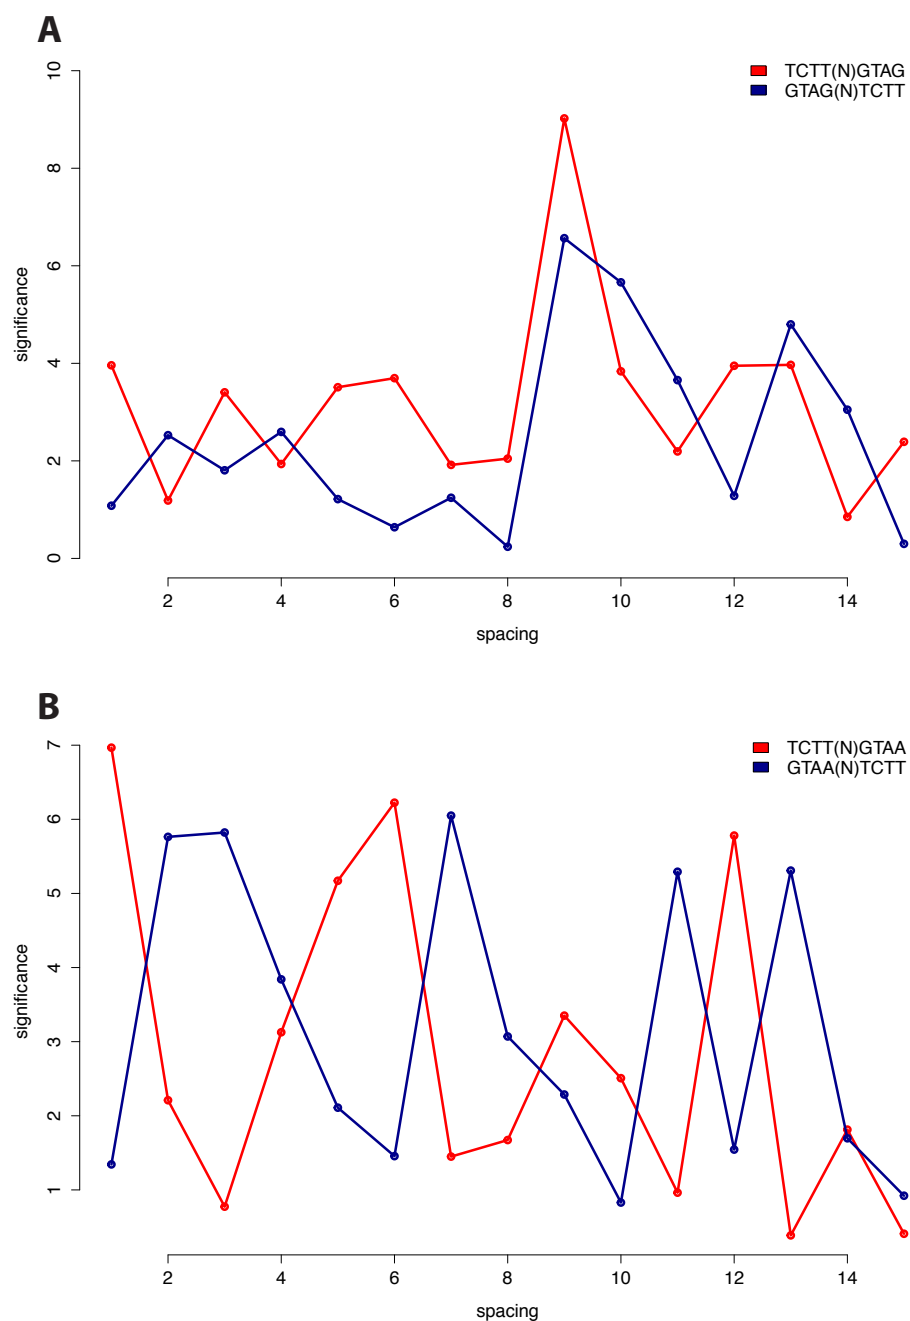 A
10
8
6
4
2
0
significance
TCTT(N)GTAG
GTAG(N)TCTT
2 4 6 8 10 12 14
spacing
B
7
6
5
4
3
2
1
significance
TCTT(N)GTAA
GTAA(N)TCTT
2 4 6 8 10 12 14
spacing